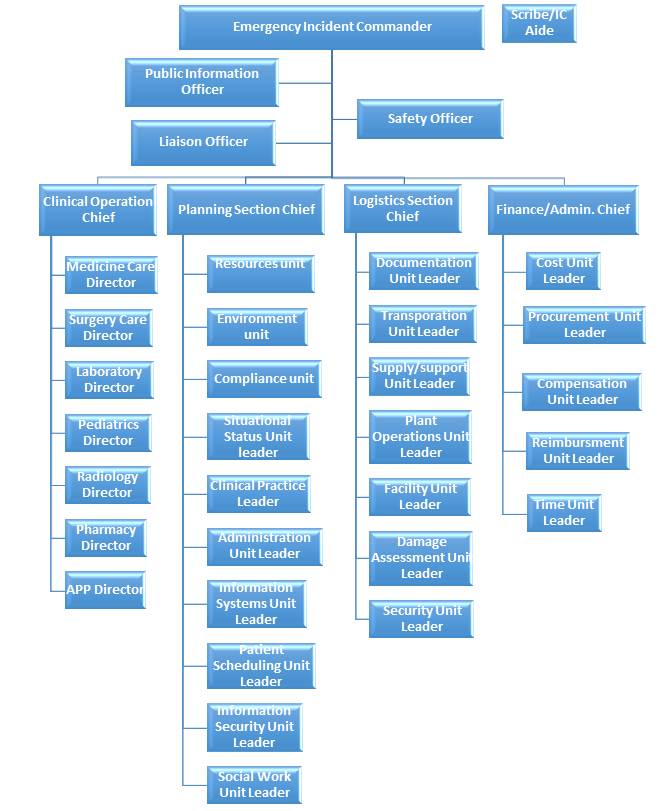 Emergency Incident Commander
Scribe/IC
Aide
Public Information
Officer
Safety Officer
Liaison Officer
Clinical Operation
Chief
Medicine Care
Director
Surgery Care
Director
Laboratory
Director
Pediatrics
Director
Radiology
Director
Pharmacy
Director
APP Director
Planning Section Chief
Resources unit
Environment
unit
Compliance unit
Situational
Status Unit
leader
Clinical Practice
Leader
Administration
Unit Leader
Information
Systems Unit
Leader
Patient
Scheduling Unit
Leader
Information
Security Unit
Leader
Social Work
Unit Leader
Logistics Section
Chief
Documentation
Unit Leader
Transporation
Unit Leader
Supply/support
Unit Leader
Plant
Operations Unit
Leader
Facility Unit
Leader
Damage
Assessment Unit
Leader
Security Unit
Leader
Finance/Admin. Chief
Cost Unit
Leader
Procurement Unit
Leader
Compensation
Unit Leader
Reimbursment
Unit Leader
Time Unit
Leader